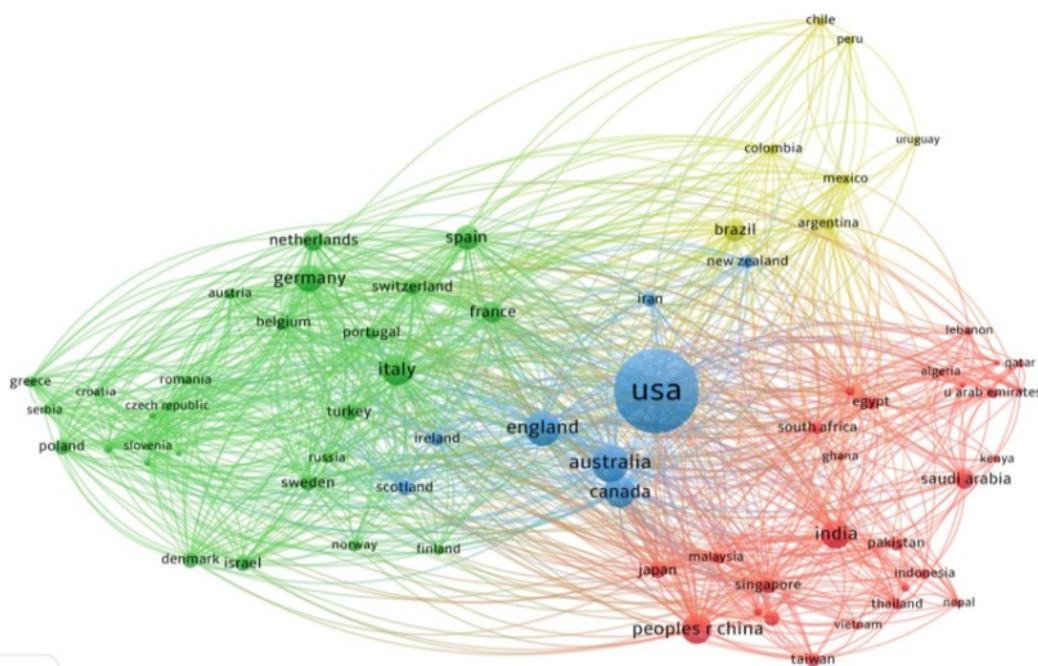 chile
peru
uruguay
colombia
mexico
argentina
brazil
new zealand
netherlands
spain
germany
switzerland
austria
iran
france
belgium
portugal
lebanon
qatar
algeria
italy
usa
greece
croatia
romania
u arab emirates
egypt
serbia
czech republic
turkey
england
south africa
ireland
poland
slovenia
russia
australia
ghana
kenya
sweden
scotland
canada
saudi arabia
india
pakistan
norway
finland
denmark
israel
malaysia
japan
singapore
indonesia
thailand
nepal
vietnam
peoples r china
taiwan